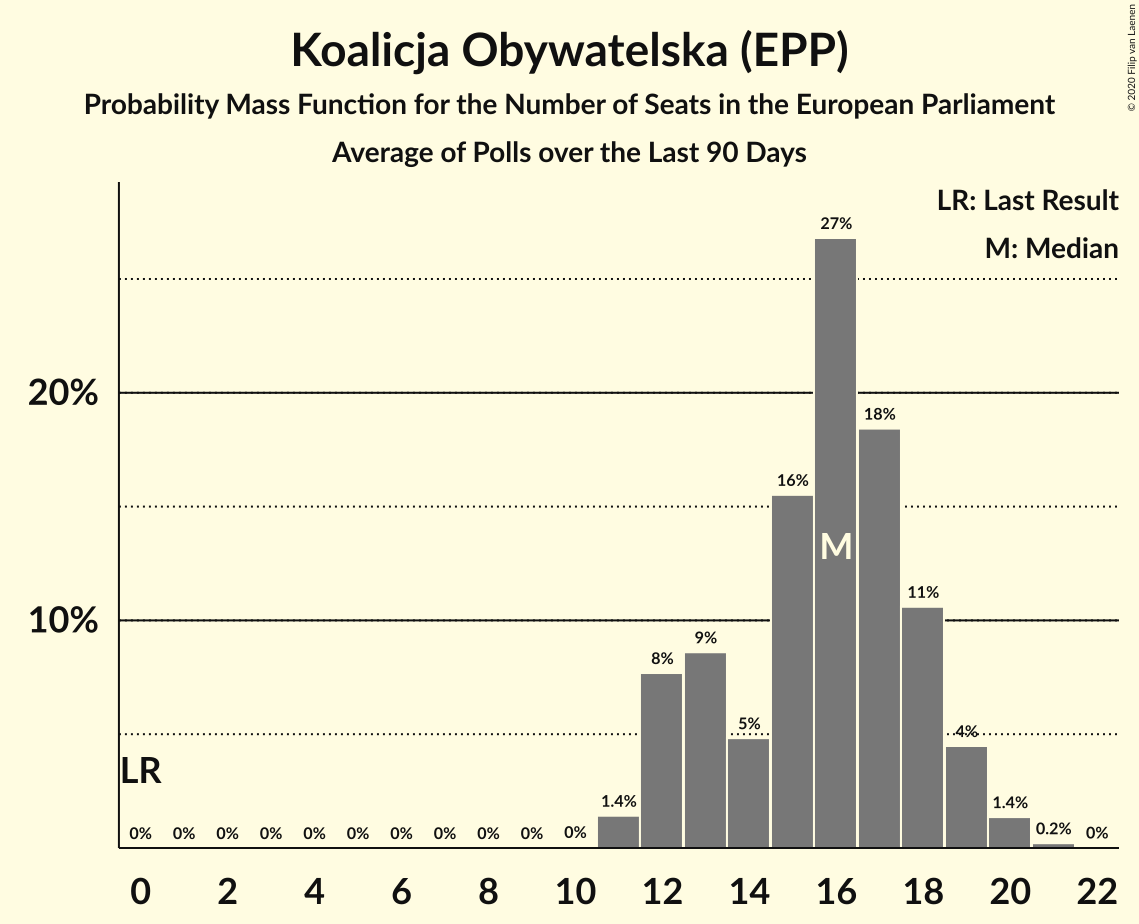 Koalicja Obywatelska (EPP)
Probability Mass Function for the Number of Seats in the European Parliament
Average of Polls over the Last 90 Days
© 2020 Filip van Laenen
LR: Last Result
M: Median
27%
20%
18%
16%
M
11%
10%
9%
8%
5%
4%
LR
1.4% 1.4%
0% 0% 0% 0% 0% 0% 0% 0% 0% 0% 0% 0.2% 0%
0 2 4 6 8 10 12 14 16 18 20 22